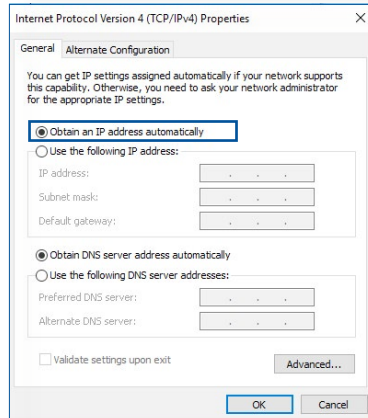 Internet Protocol Version 4 (TCP/IPv4) Properties
General Alternate Configuration
You can get IP settings assigned automatically if your network supports
this capability. Otherwise, you need to ask your network administrator
for the appropriate IP settings.
Obtain an IP address automatically
Use the following IP address:
IP address:
Subnet mask:
Default gateway:
Obtain DNS server address automatically
Use the following DNS server addresses:
Preferred DNS server:
Alternate DNS server:
Validate settings upon exit
Advanced...
OK Cancel